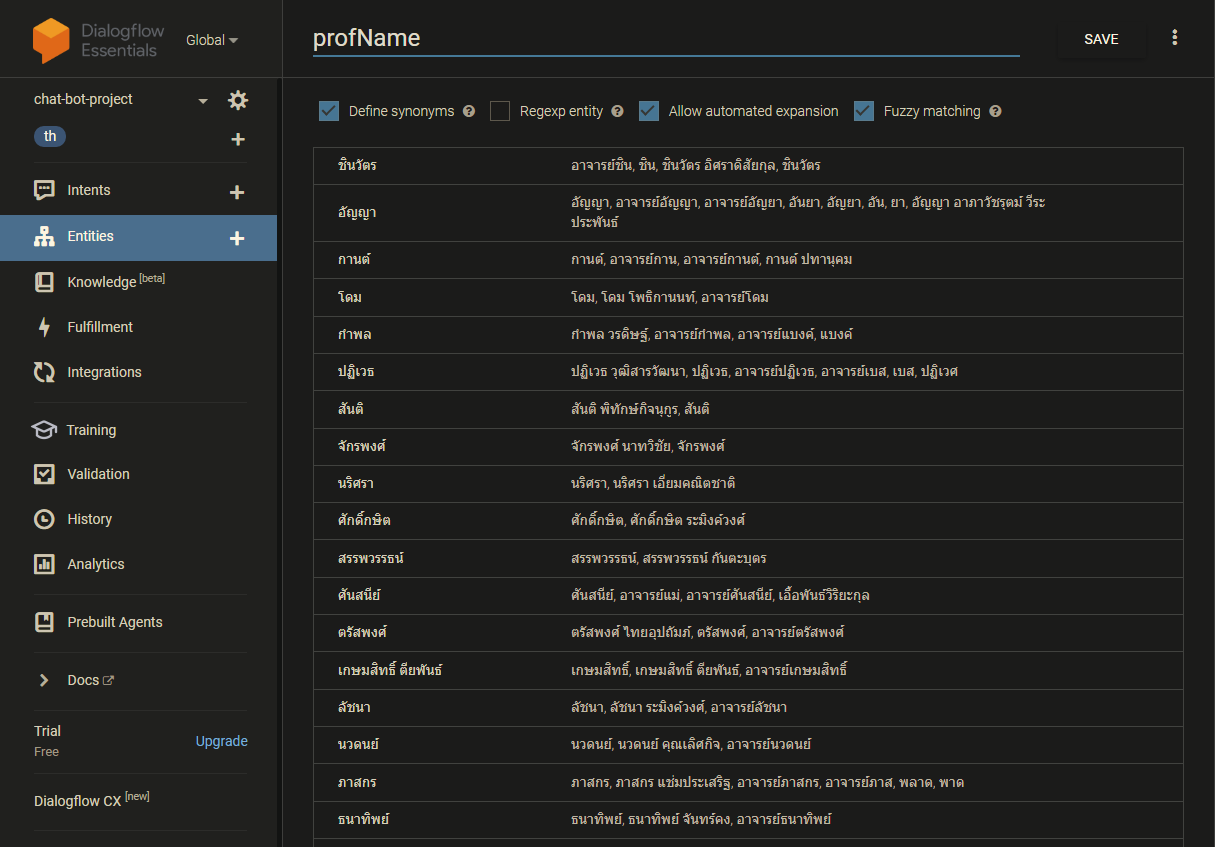 Dialogflow
Essentials
Global
profName
SAVE
chat-bot-project
th
Intents
Entities
Knowledge [beta]
Fulfillment
Integrations
Training
Validation
History
Analytics
Prebuilt Agents
Docs
Trial
Free
Upgrade
Dialogflow CX [new]
Define synonyms ? Regexp entity ? Allow automated expansion Fuzzy matching ?
ชินวัตร อาจารย์ชิน, ชิน, ชินวัตร อิศราดิสัยกุล, ชินวัตร
อัญญา อัญญา, อาจารย์อัญญา, อาจารย์อัญยา, อันยา, อัญยา, อัน, ยา, อัญญา อาภาวัชรุตม์ วีระ
ประพันธ์
กานต์ กานต์, อาจารย์กาน, อาจารย์กานต์, กานต์ ปทานุคม
โดม โดม, โดม โพธิกานนท์, อาจารย์โดม
กำพล กำพล วรดิษฐ์, อาจารย์กำพล, อาจารย์แบงค์, แบงค์
ปฏิเวธ ปฏิเวธ วุฒิสารวัฒนา, ปฏิเวธ, อาจารย์ปฏิเวธ, อาจารย์เบส, เบส, ปฏิเวศ
สันติ สันติ พิทักษ์กิจนุกูร, สันติ
จักรพงศ์ จักรพงศ์ นาทวิชัย, จักรพงศ์
นริศรา นริศรา, นริศรา เอี่ยมคณิตชาติ
ศักดิ์กษิต ศักดิ์กษิต, ศักดิ์กษิต ระมิงค์วงศ์
สรรพวรรธน์ สรรพวรรธน์, สรรพวรรธน์ กันตะบุตร
ศันสนีย์ ศันสนีย์, อาจารย์แม่, อาจารย์ศันสนีย์, เอื้อพันธ์วิริยะกุล
ตรัสพงศ์ ตรัสพงศ์ ไทยอุปถัมภ์, ตรัสพงศ์, อาจารย์ตรัสพงศ์
เกษมสิทธิ์ ตียพันธ์ เกษมสิทธิ์, เกษมสิทธิ์ ตียพันธ์, อาจารย์เกษมสิทธิ์
ลัชนา ลัชนา, ลัชนา ระมิงค์วงศ์, อาจารย์ลัชนา
นวดนย์ นวดนย์, นวดนย์ คุณเลิศกิจ, อาจารย์นวดนย์
ภาสกร ภาสกร, ภาสกร แช่มประเสริฐ, อาจารย์ภาสกร, อาจารย์ภาส, พลาด, พาด
ธนาทิพย์ ธนาทิพย์, ธนาทิพย์ จันทร์คง, อาจารย์ธนาทิพย์